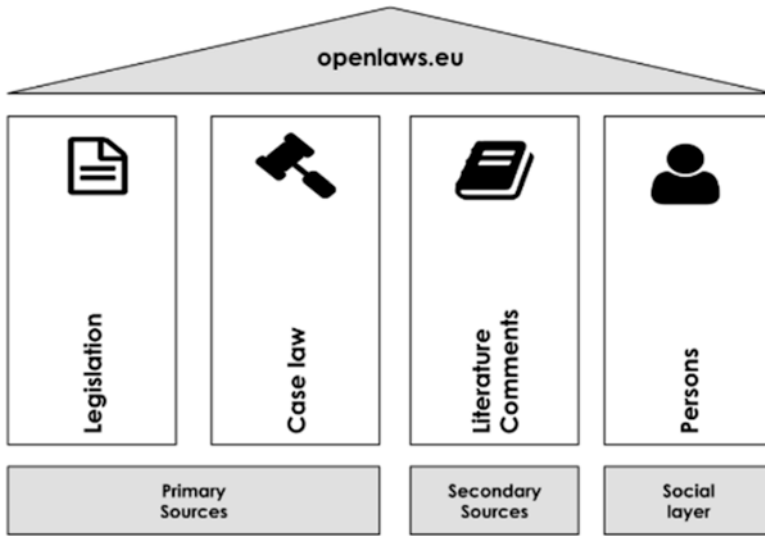 openlaws.eu
Legislation
Case law
Literature
Comments
Persons
Primary
Sources
Secondary
Sources
Social
layer